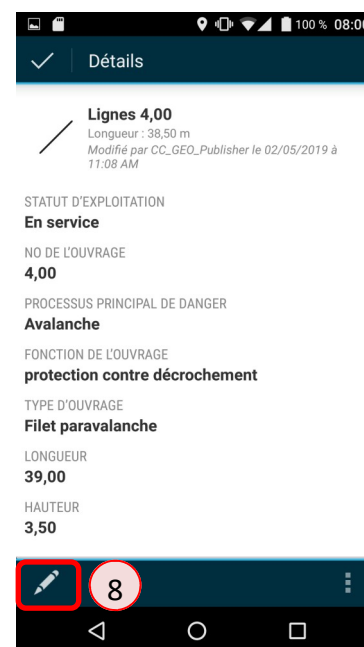 100 % 08:00
Détails
Lignes 4,00
Longueur : 38,50 m
Modifié par CC_GEO_Publisher le 02/05/2019 à
11:08 AM
STATUT D'EXPLOITATION
En service
NO DE L'OUVRAGE
4,00
PROCESSUS PRINCIPAL DE DANGER
Avalanche
FONCTION DE L'OUVRAGE
protection contre décrochement
TYPE D'OUVRAGE
Filet paravalanche
LONGUEUR
39,00
HAUTEUR
3,50
8